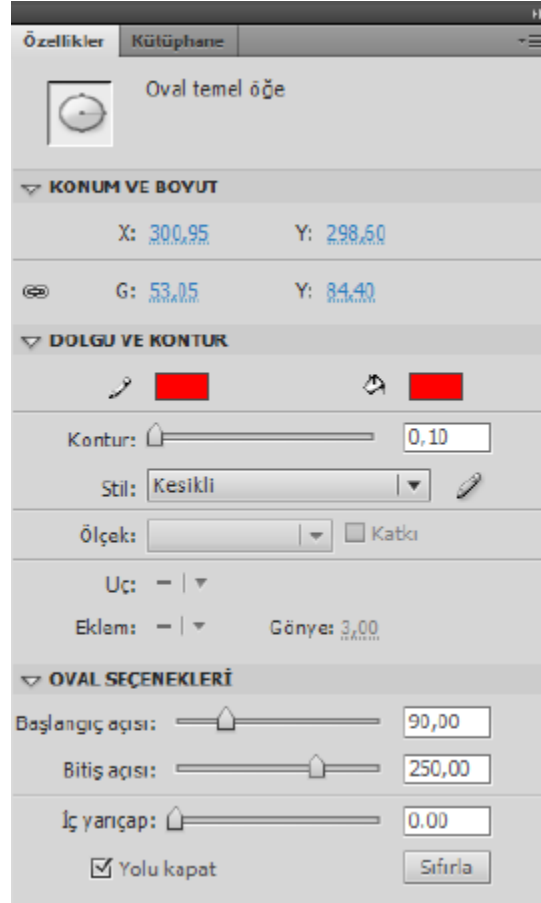 Özellikler Kütüphane
Oval temel öğe
KONUM VE BOYUT
X: 300,95 Y: 298,60
G: 53,05 Y: 84,40
DOLGU VE KONTUR
Kontur: 0,10
Stil: Kesikli
Ölçek: Katkı
Uç:
Eklem: Gönye: 3,00
OVAL SEÇENEKLERİ
Başlangıç açısı: 90,00
Bitiş açısı: 250,00
İç yarıçap: 0.00
Yolu kapat Sıfırla